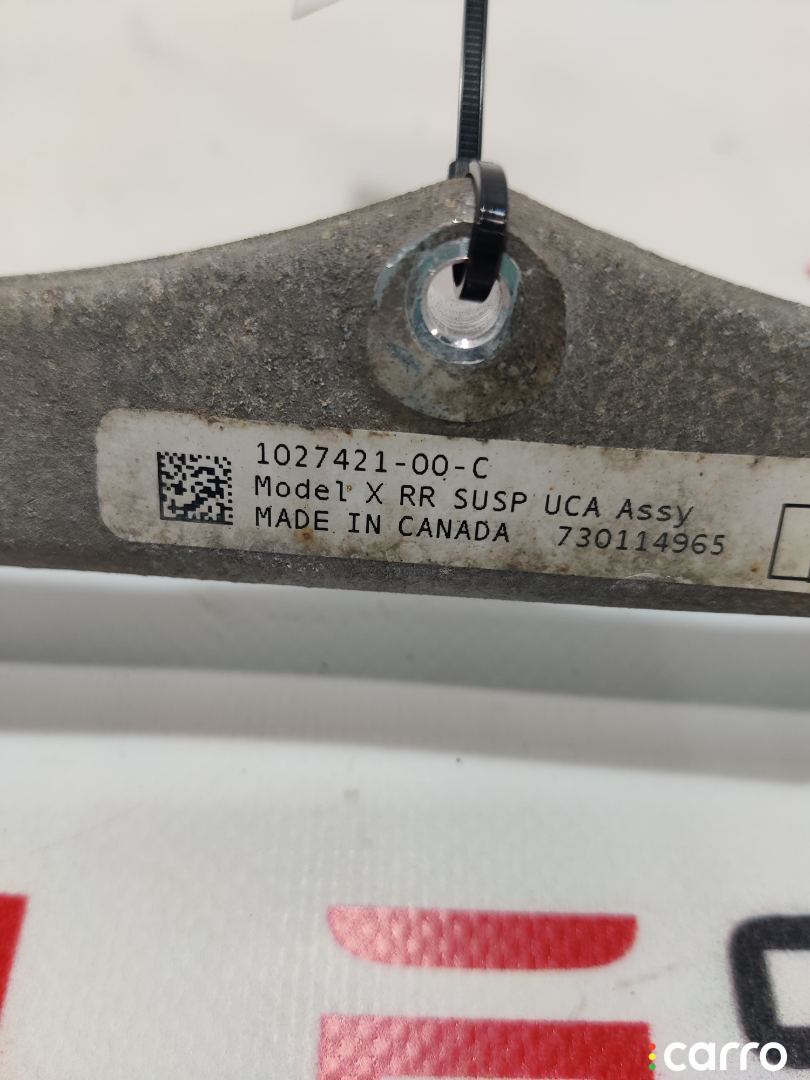 1027421-00-C
Model X RR SUSP UCA Assy
MADE IN CANADA 730114965
carro